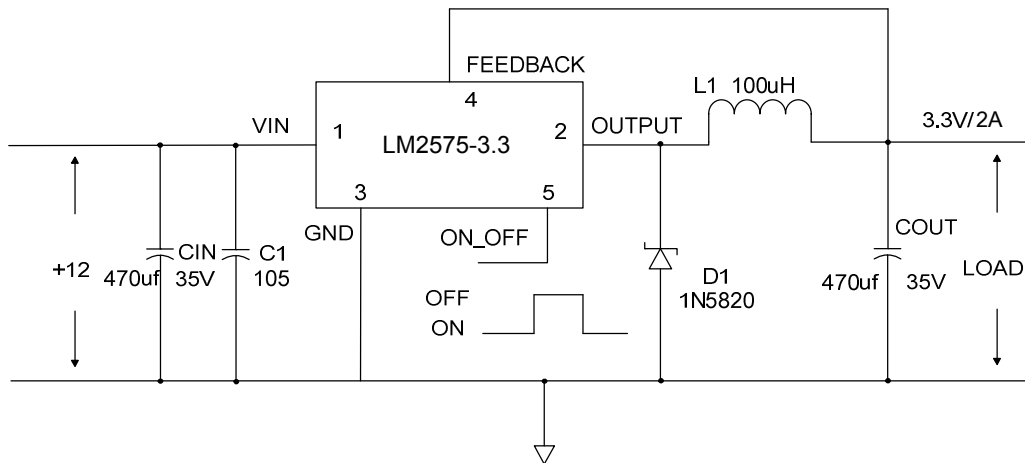 FEEDBACK
L1 100uH
4
VIN
1
LM2575-3.3
2
OUTPUT
3.3V/2A
3
5
GND
ON_OFF
+12
CIN
470uf 35V
C1
105
OFF
ON
D1
1N5820
COUT
470uf 35V
LOAD